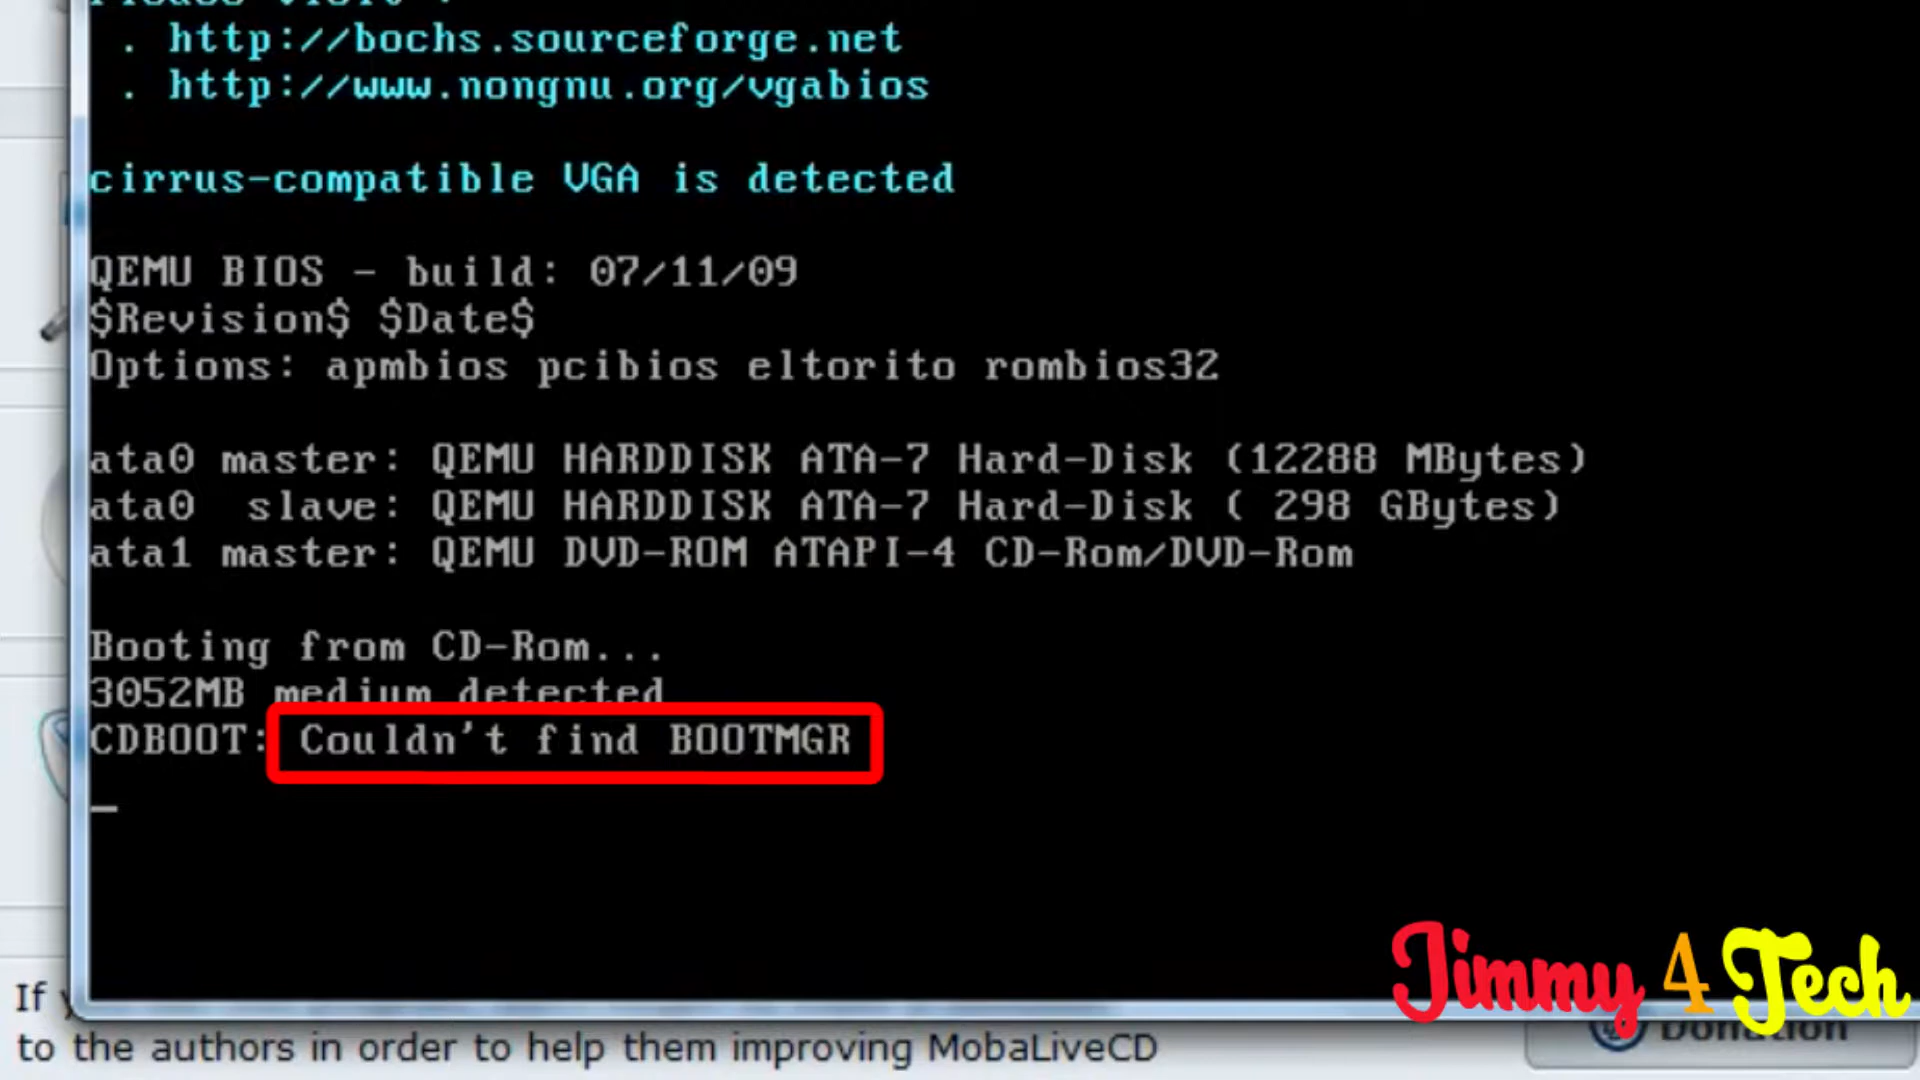 Please visit :
. http://bochs.sourceforge.net
. http://www.nongnu.org/vgabios
cirrus-compatible VGA is detected
QEMU BIOS - build: 07/11/09
$Revision$ $Date$
Options: apmbios pcibios eltorito rombios32
ata0 master: QEMU HARDDISK ATA-7 Hard-Disk (12288 MBytes)
ata0  slave: QEMU HARDDISK ATA-7 Hard-Disk ( 298 GBytes)
ata1 master: QEMU DVD-ROM ATAPI-4 CD-Rom/DVD-Rom
Booting from CD-Rom...
3052MB medium detected
CDBOOT: Couldn't find BOOTMGR
_
Jimmy 4 Tech
If
to the authors in order to help them improving MobaLiveCD
Donation